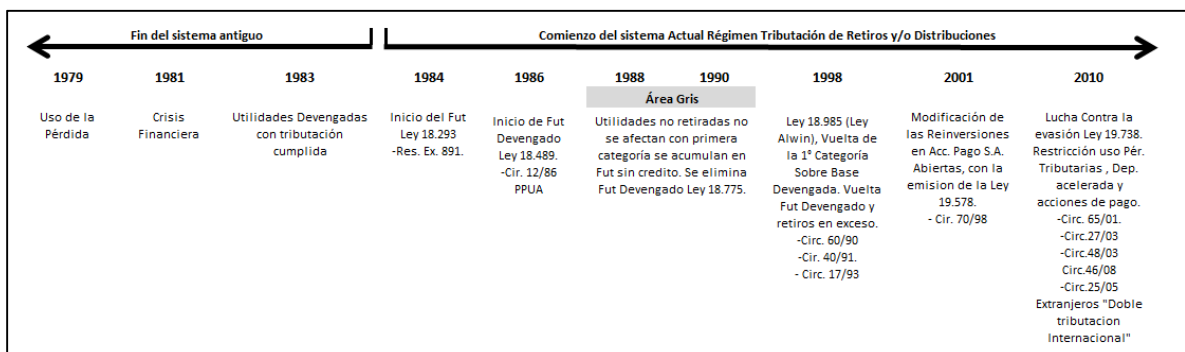 Fin del sistema antiguo
Comienzo del sistema Actual Régimen Tributación de Retiros y/o Distribuciones
1979
1981
1983
1984
1986
1988
1990
1998
2001
2010
Uso de la
Pérdida
Crisis
Financiera
Utilidades Devengadas
con tributación
cumplida
Inicio del Fut
Ley 18.293
-Res. Ex. 891.
Inicio de Fut
Devengado
Ley 18.489.
-Cir. 12/86
PPUA
Área Gris
Utilidades no retiradas no
se afectan con primera
categoría se acumulan en
Fut sin credito. Se elimina
Fut Devengado Ley 18.775.
Ley 18.985 (Ley
Alwin), Vuelta de
la 1° Categoría
Sobre Base
Devengada. Vuelta
Fut Devengado y
retiros en exceso.
-Circ. 60/90
-Cir. 40/91.
- Circ. 17/93
Modificación de
las Reinversiones
en Acc. Pago S.A.
Abiertas, con la
emision de la Ley
19.578.
- Cir. 70/98
Lucha Contra la
evasión Ley 19.738.
Restricción uso Pér.
Tributarias , Dep.
acelerada y
acciones de pago.
-Circ. 65/01.
-Circ.27/03
-Circ.48/03
Circ.46/08
-Circ.25/05
Extranjeros "Doble
tributacion
Internacional"